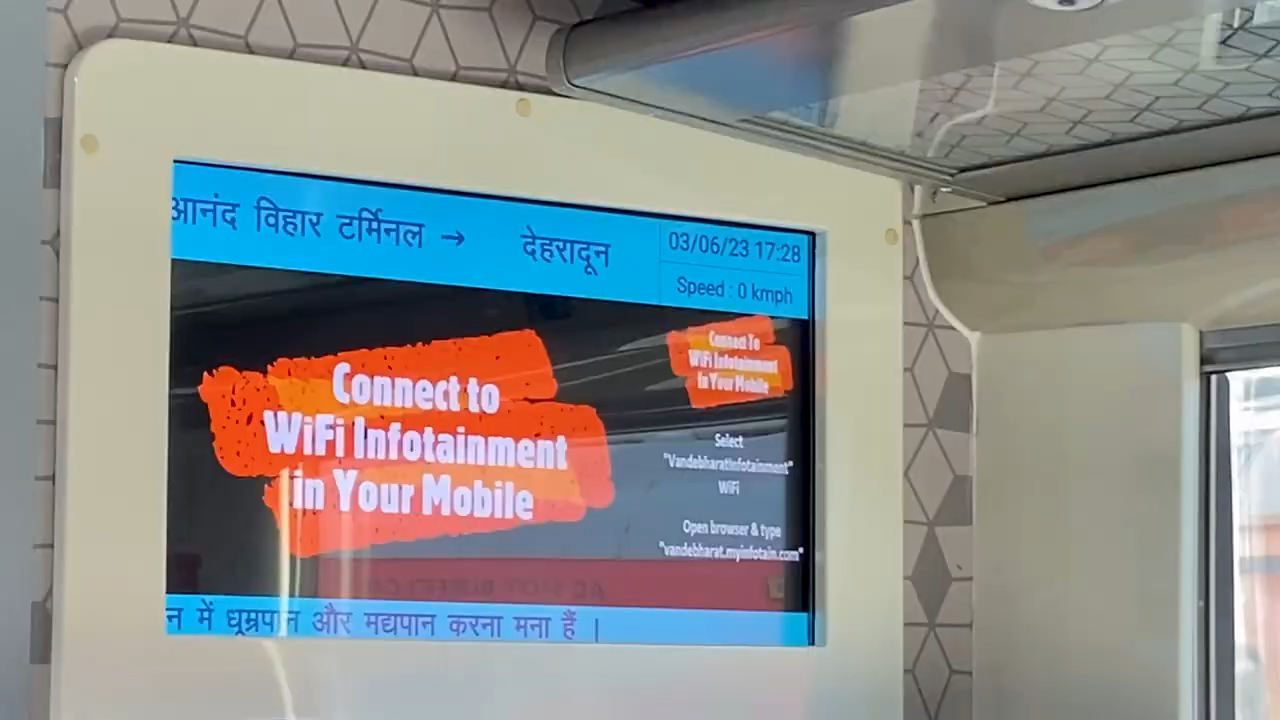 आनंद विहार टर्मिनल → देहरादून
03/06/23 17:28
Speed : 0 kmph
Connect to
WiFi Infotainment
in Your Mobile
Connect To
WiFi Infotainment
In Your Mobile
Select
"VandebharatInfotainment"
WiFi
Open browser & type
"vandebharat.myinfotain.com"
न में धूम्रपान और मद्यपान करना मना हैं |